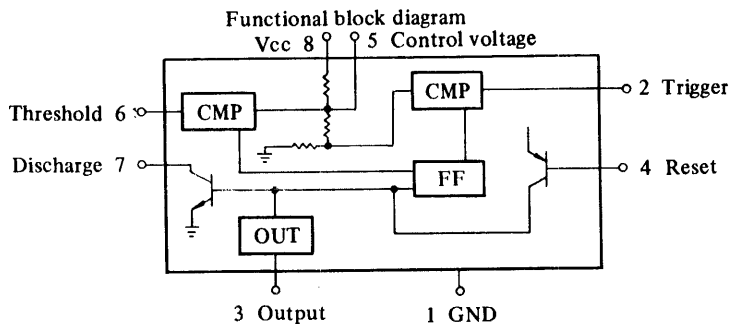 Functional block diagram
Vcc 8 5 Control voltage
CMP CMP 2 Trigger
Threshold 6
Discharge 7 4 Reset
FF
OUT
3 Output 1 GND